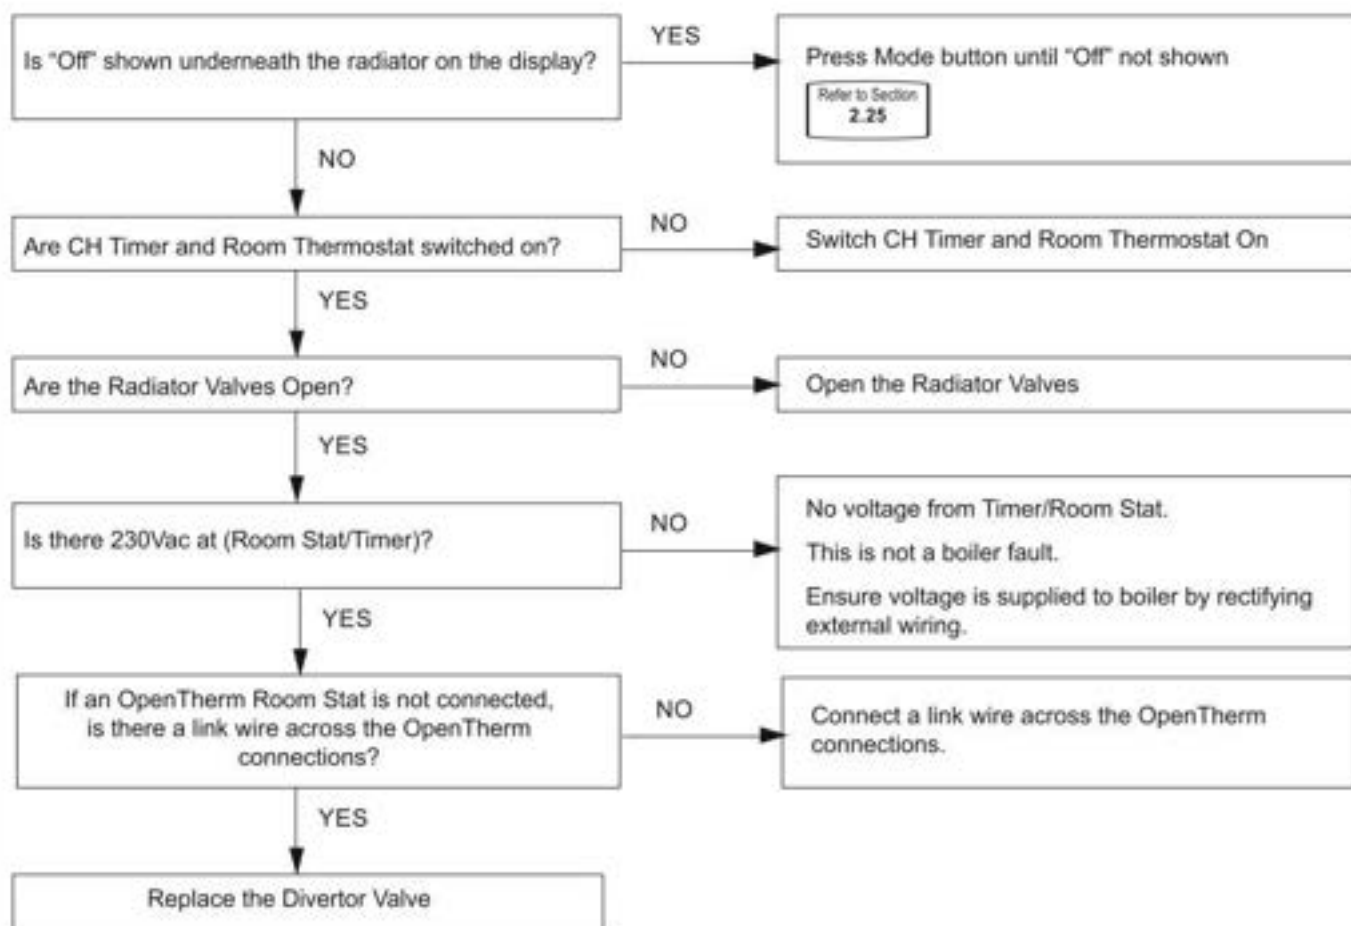 Is “Off” shown underneath the radiator on the display?
YES
Press Mode button until “Off” not shown
Refer to Section
2.25
NO
Are CH Timer and Room Thermostat switched on?
NO
Switch CH Timer and Room Thermostat On
YES
Are the Radiator Valves Open?
NO
Open the Radiator Valves
YES
Is there 230Vac at (Room Stat/Timer)?
NO
No voltage from Timer/Room Stat.
This is not a boiler fault.
Ensure voltage is supplied to boiler by rectifying
external wiring.
YES
If an OpenTherm Room Stat is not connected,
is there a link wire across the OpenTherm
connections?
NO
Connect a link wire across the OpenTherm
connections.
YES
Replace the Divertor Valve